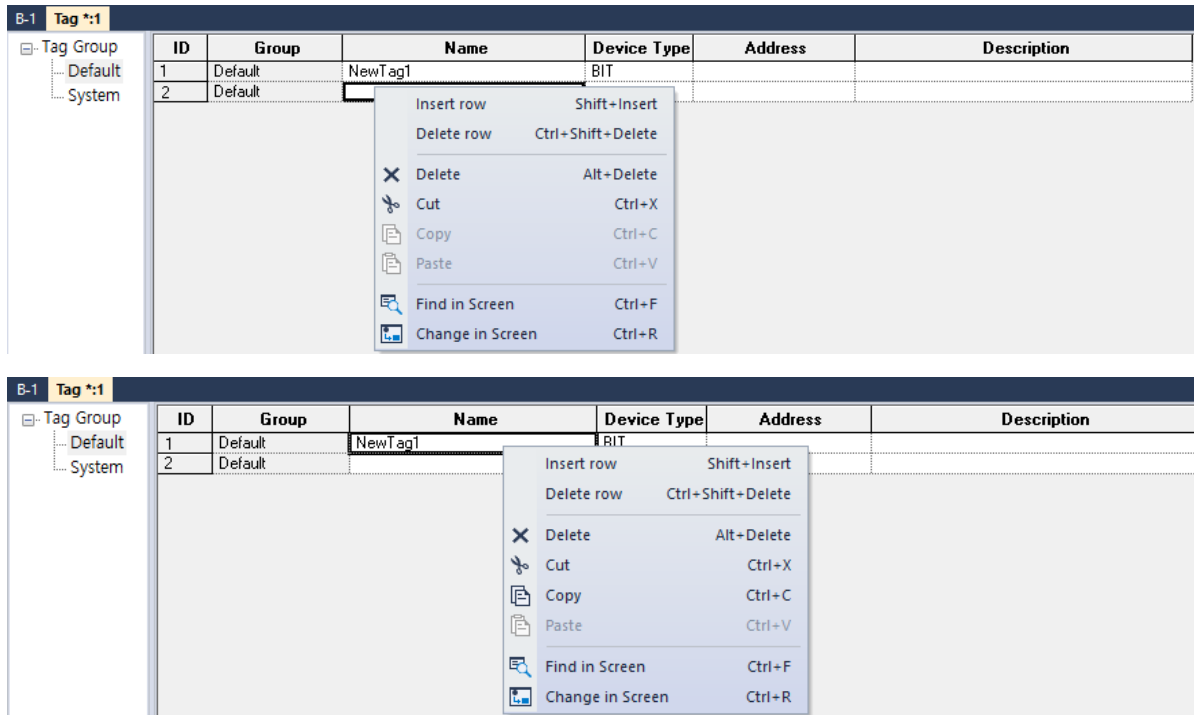 B-1 Tag *:1
Tag Group
Default
System
ID Group Name Device Type Address Description
1 Default NewTag1 BIT
2 Default
Insert row Shift+Insert
Delete row Ctrl+Shift+Delete
Delete Alt+Delete
Cut Ctrl+X
Copy Ctrl+C
Paste Ctrl+V
Find in Screen Ctrl+F
Change in Screen Ctrl+R
B-1 Tag *:1
Tag Group
Default
System
ID Group Name Device Type Address Description
1 Default NewTag1 BIT
2 Default
Insert row Shift+Insert
Delete row Ctrl+Shift+Delete
Delete Alt+Delete
Cut Ctrl+X
Copy Ctrl+C
Paste Ctrl+V
Find in Screen Ctrl+F
Change in Screen Ctrl+R